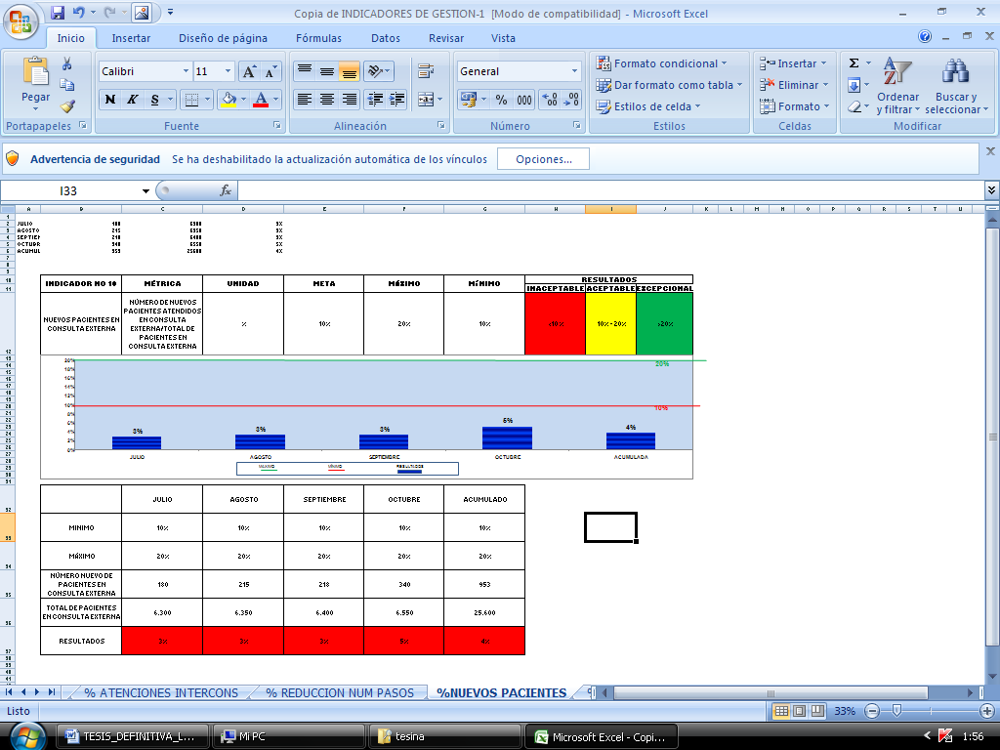 Copia de INDICADORES DE GESTION-1 [Modo de compatibilidad] - Microsoft Excel
Inicio Insertar Diseño de página Fórmulas Datos Revisar Vista
Calibri 11 General
Pegar
N K S
% 000
Formato condicional
Dar formato como tabla
Estilos de celda
Insertar
Eliminar
Formato
Σ
Ordenar y filtrar
Buscar y seleccionar
Portapapeles Fuente Alineación Número Estilos Celdas Modificar
Advertencia de seguridad Se ha deshabilitado la actualización automática de los vínculos Opciones...
I33 fx
A B C D E F G H I J K L M N O P Q R S T U
JULIO 180 6300 3%
AGOSTO 215 6350 3%
SEPTIEM 218 6400 3%
OCTUBR 340 6550 5%
ACUMUL 953 25600 4%
INDICADOR NO 10 MÉTRICA UNIDAD META MÁXIMO MÍNIMO RESULTADOS
INACEPTABLE ACEPTABLE EXCEPCIONAL
NUEVOS PACIENTES EN CONSULTA EXTERNA
NÚMERO DE NUEVOS PACIENTES ATENDIDOS EN CONSULTA EXTERNA/TOTAL DE PACIENTES EN CONSULTA EXTERNA
% 10% 20% 10% <10% 10% - 20% >20%
20%
18%
16%
14%
12%
10%
8%
6%
4%
2%
0%
20%
10%
3% 3% 3% 5% 4%
JULIO AGOSTO SEPTIEMBRE OCTUBRE ACUMULADA
MAXIMO MÍNIMO RESULTADOS
JULIO AGOSTO SEPTIEMBRE OCTUBRE ACUMULADO
MINIMO 10% 10% 10% 10% 10%
MÁXIMO 20% 20% 20% 20% 20%
NÚMERO NUEVO DE PACIENTES EN CONSULTA EXTERNA 180 215 218 340 953
TOTAL DE PACIENTES EN CONSULTA EXTERNA 6.300 6.350 6.400 6.550 25.600
RESULTADOS 3% 3% 3% 5% 4%
% ATENCIONES INTERCONS % REDUCCION NUM PASOS %NUEVOS PACIENTES
Listo 33%
TESIS_DEFINITIVA_L... Mi PC tesina Microsoft Excel - Copi... 1:56